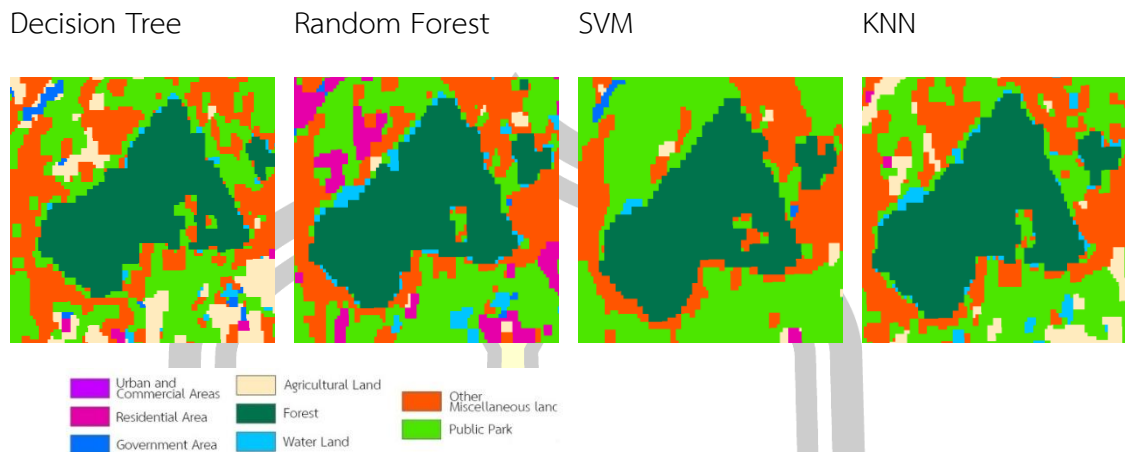 Decision Tree
Random Forest
SVM
KNN
Urban and
Commercial Areas
Residential Area
Government Area
Agricultural Land
Forest
Water Land
Other
Miscellaneous land
Public Park